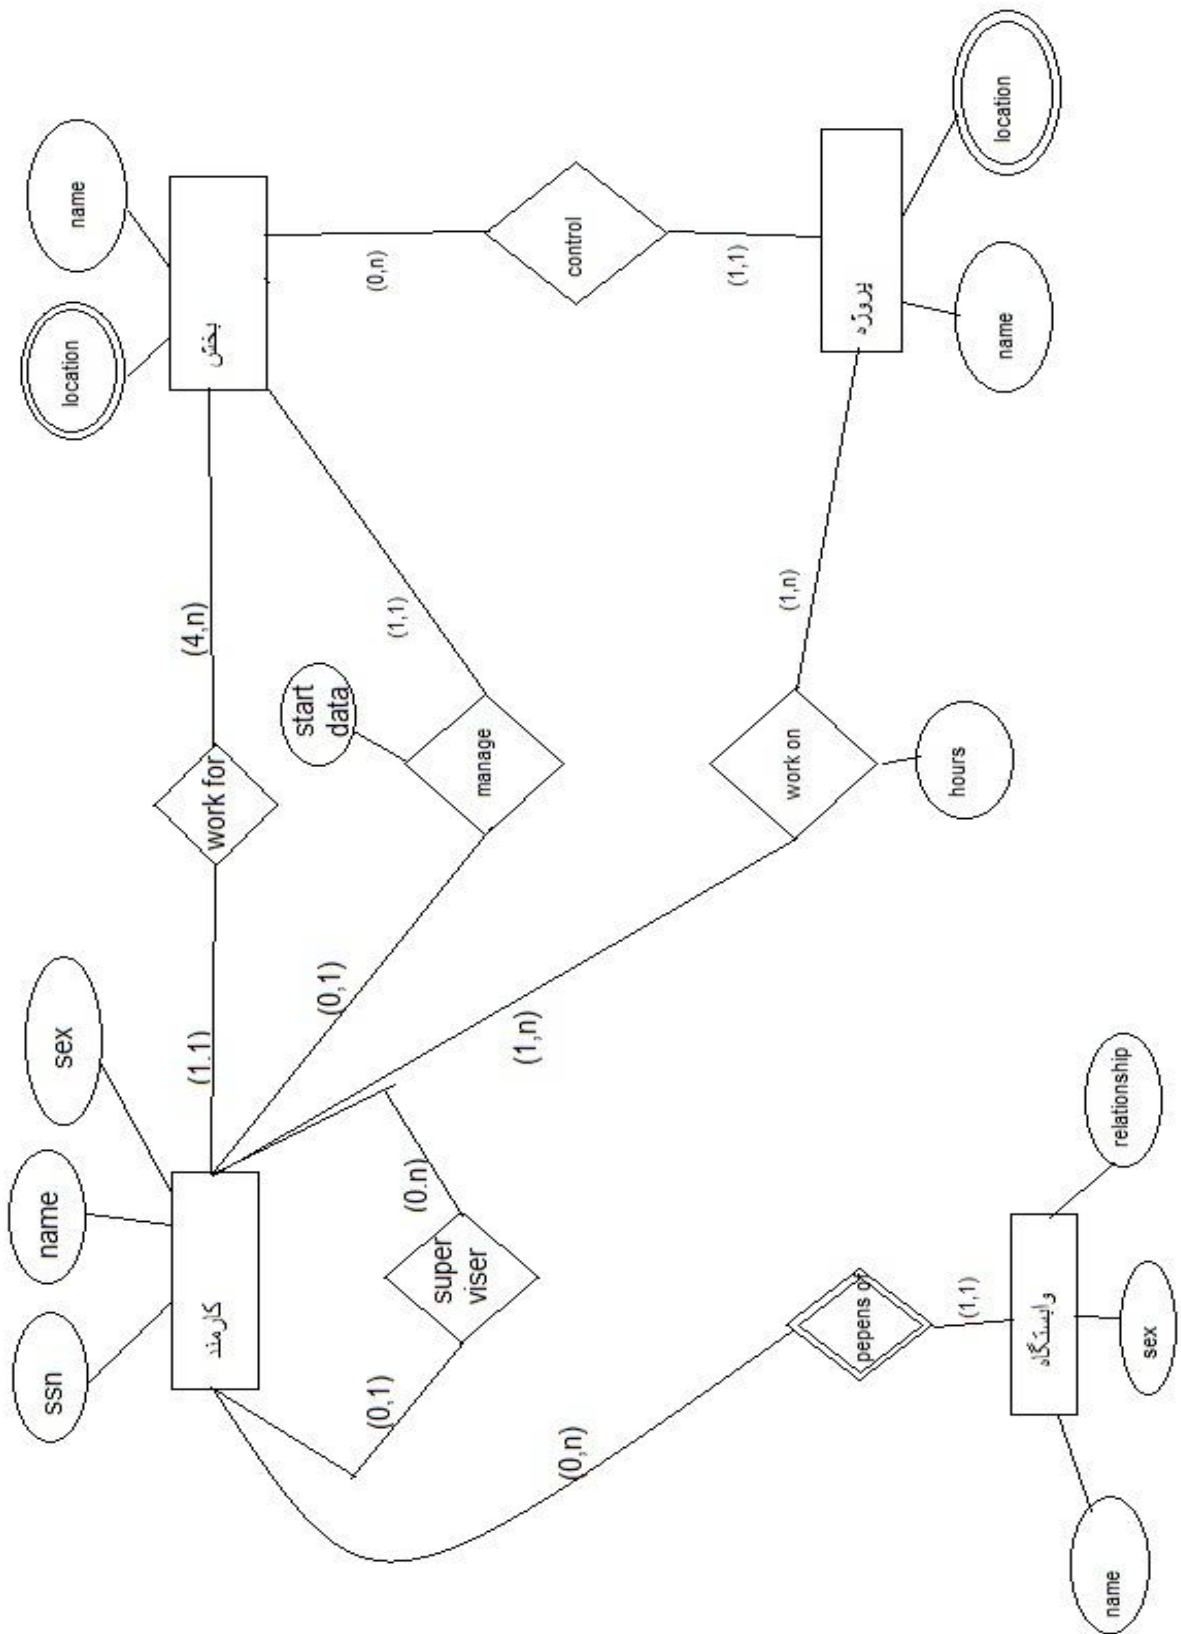 ssn
name
sex
location
name
کارمند
(1.1)
work for
(4,n)
بخش
(0,1)
start
data
(1,1)
(0,n)
(0,1)
(0.n)
super
viser
manage
(1,n)
control
(0,n)
work on
(1,n)
(1,1)
pepens of
پروژه
hours
(1,1)
name
location
وابستگاه
name
sex
relationship